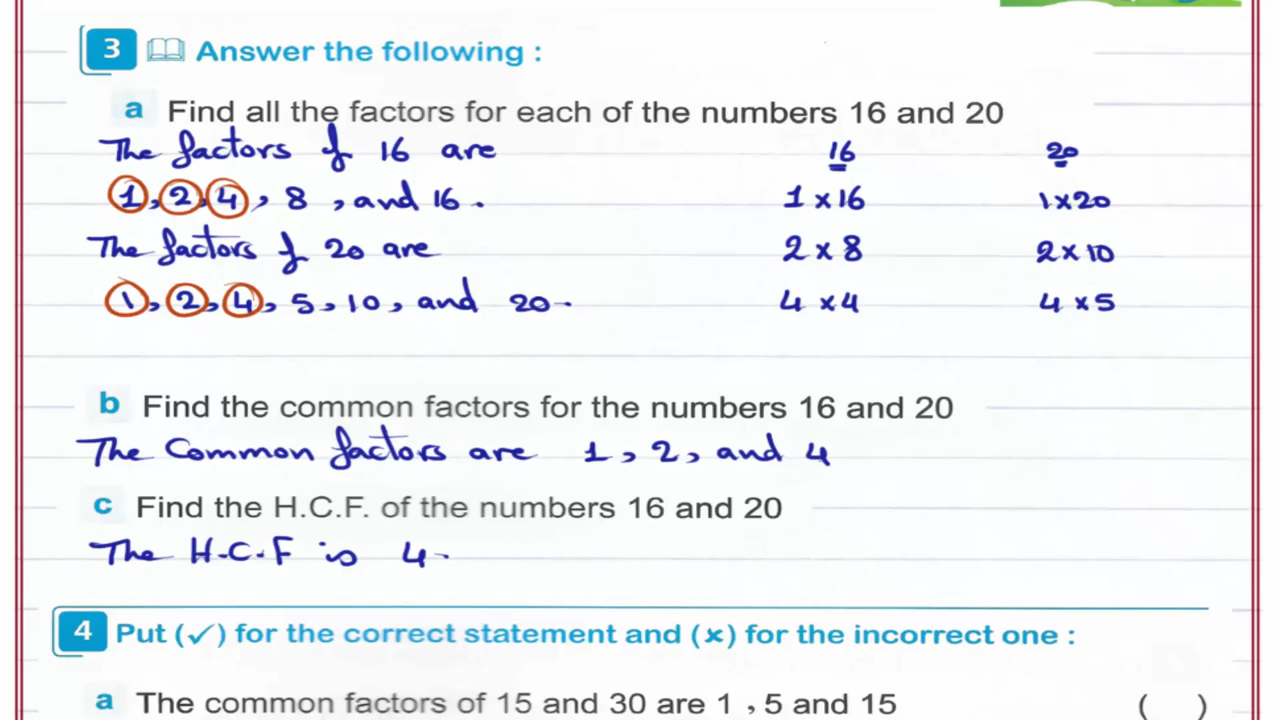 3 Answer the following :
a Find all the factors for each of the numbers 16 and 20
The factors of 16 are 16 20
1, 2, 4, 8, and 16. 1 × 16 1 × 20
The factors of 20 are 2 × 8 2 × 10
1, 2, 4, 5, 10, and 20. 4 × 4 4 × 5
b Find the common factors for the numbers 16 and 20
The Common factors are 1, 2, and 4
c Find the H.C.F. of the numbers 16 and 20
The H.C.F is 4.
4 Put (✓) for the correct statement and (×) for the incorrect one :
a The common factors of 15 and 30 are 1 , 5 and 15 ( )